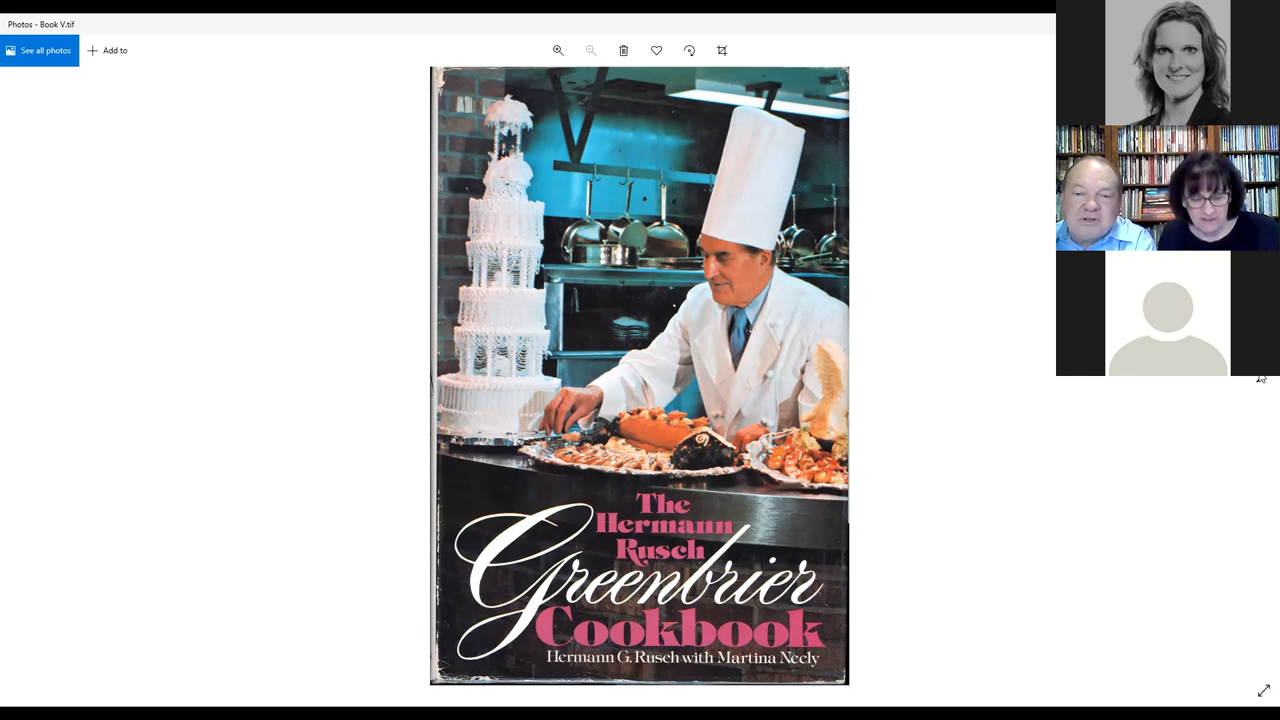 Photos - Book V.tif
See all photos
Add to
The
Hermann
Rusch
Greenbrier
Cookbook
Hermann G. Rusch with Martina Neely